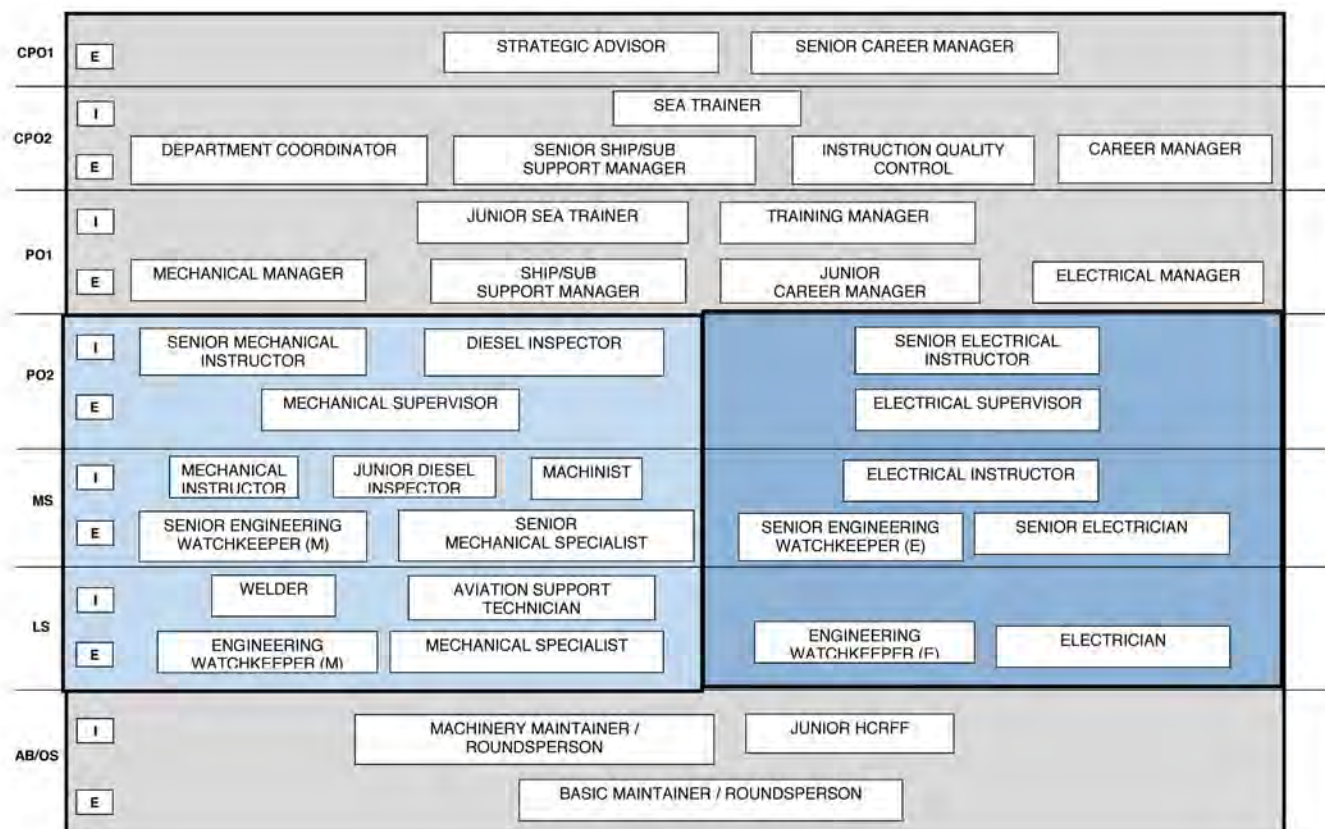 CPO1
E
STRATEGIC ADVISOR
SENIOR CAREER MANAGER
CPO2
I
SEA TRAINER
E
DEPARTMENT COORDINATOR
SENIOR SHIP/SUB
SUPPORT MANAGER
INSTRUCTION QUALITY
CONTROL
CAREER MANAGER
PO1
I
JUNIOR SEA TRAINER
TRAINING MANAGER
E
MECHANICAL MANAGER
SHIP/SUB
SUPPORT MANAGER
JUNIOR
CAREER MANAGER
ELECTRICAL MANAGER
PO2
I
SENIOR MECHANICAL
INSTRUCTOR
DIESEL INSPECTOR
SENIOR ELECTRICAL
INSTRUCTOR
E
MECHANICAL SUPERVISOR
ELECTRICAL SUPERVISOR
MS
I
MECHANICAL
INSTRUCTOR
JUNIOR DIESEL
INSPECTOR
MACHINIST
ELECTRICAL INSTRUCTOR
E
SENIOR ENGINEERING
WATCHKEEPER (M)
SENIOR
MECHANICAL SPECIALIST
SENIOR ENGINEERING
WATCHKEEPER (E)
SENIOR ELECTRICIAN
LS
I
WELDER
AVIATION SUPPORT
TECHNICIAN
E
ENGINEERING
WATCHKEEPER (M)
MECHANICAL SPECIALIST
ENGINEERING
WATCHKEEPER (E)
ELECTRICIAN
AB/OS
I
MACHINERY MAINTAINER /
ROUNDSPERSON
JUNIOR HCRFF
E
BASIC MAINTAINER / ROUNDSPERSON